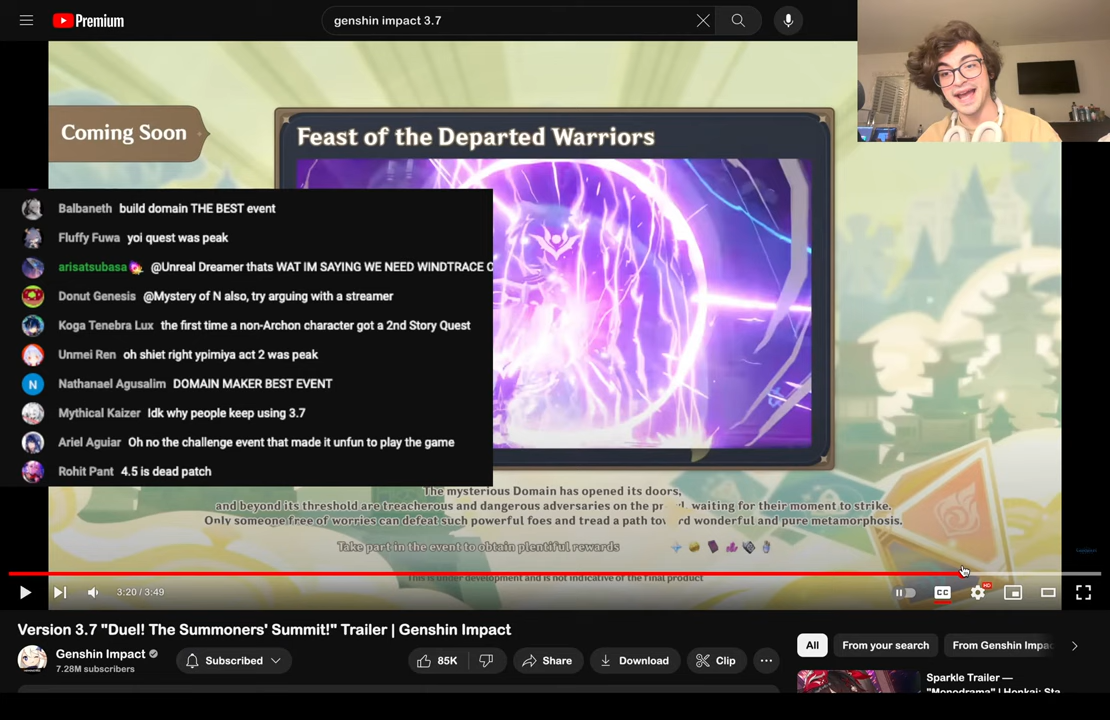 Premium
genshin impact 3.7
Coming Soon
Feast of the Departed Warriors
Balbaneth build domain THE BEST event
Fluffy Fuwa yoi quest was peak
arisatsubasa @Unreal Dreamer thats WAT IM SAYING WE NEED WINDTRACE
Donut Genesis @Mystery of N also, try arguing with a streamer
Koga Tenebra Lux the first time a non-Archon character got a 2nd Story Quest
Unmei Ren oh shiet right ypimiya act 2 was peak
N Nathanael Agusalim DOMAIN MAKER BEST EVENT
Mythical Kaizer Idk why people keep using 3.7
Ariel Aguiar Oh no the challenge event that made it unfun to play the game
Rohit Pant 4.5 is dead patch
The mysterious Domain has opened its doors,
and beyond its threshold are treacherous and dangerous adversaries on the waiting for their moment to strike.
Only someone free of worries can defeat such powerful foes and tread a path wonderful and pure metamorphosis.
Take part in the event to obtain plentiful rewards
This is under development and is not indicative of the final product
3:20 / 3:49
CC
HD
Version 3.7 "Duel! The Summoners' Summit!" Trailer | Genshin Impact
Genshin Impact
7.28M subscribers
Subscribed
85K
Share
Download
Clip
All
From your search
From Genshin Impac
Sparkle Trailer —
"Monodrama" | Honkai: Sta